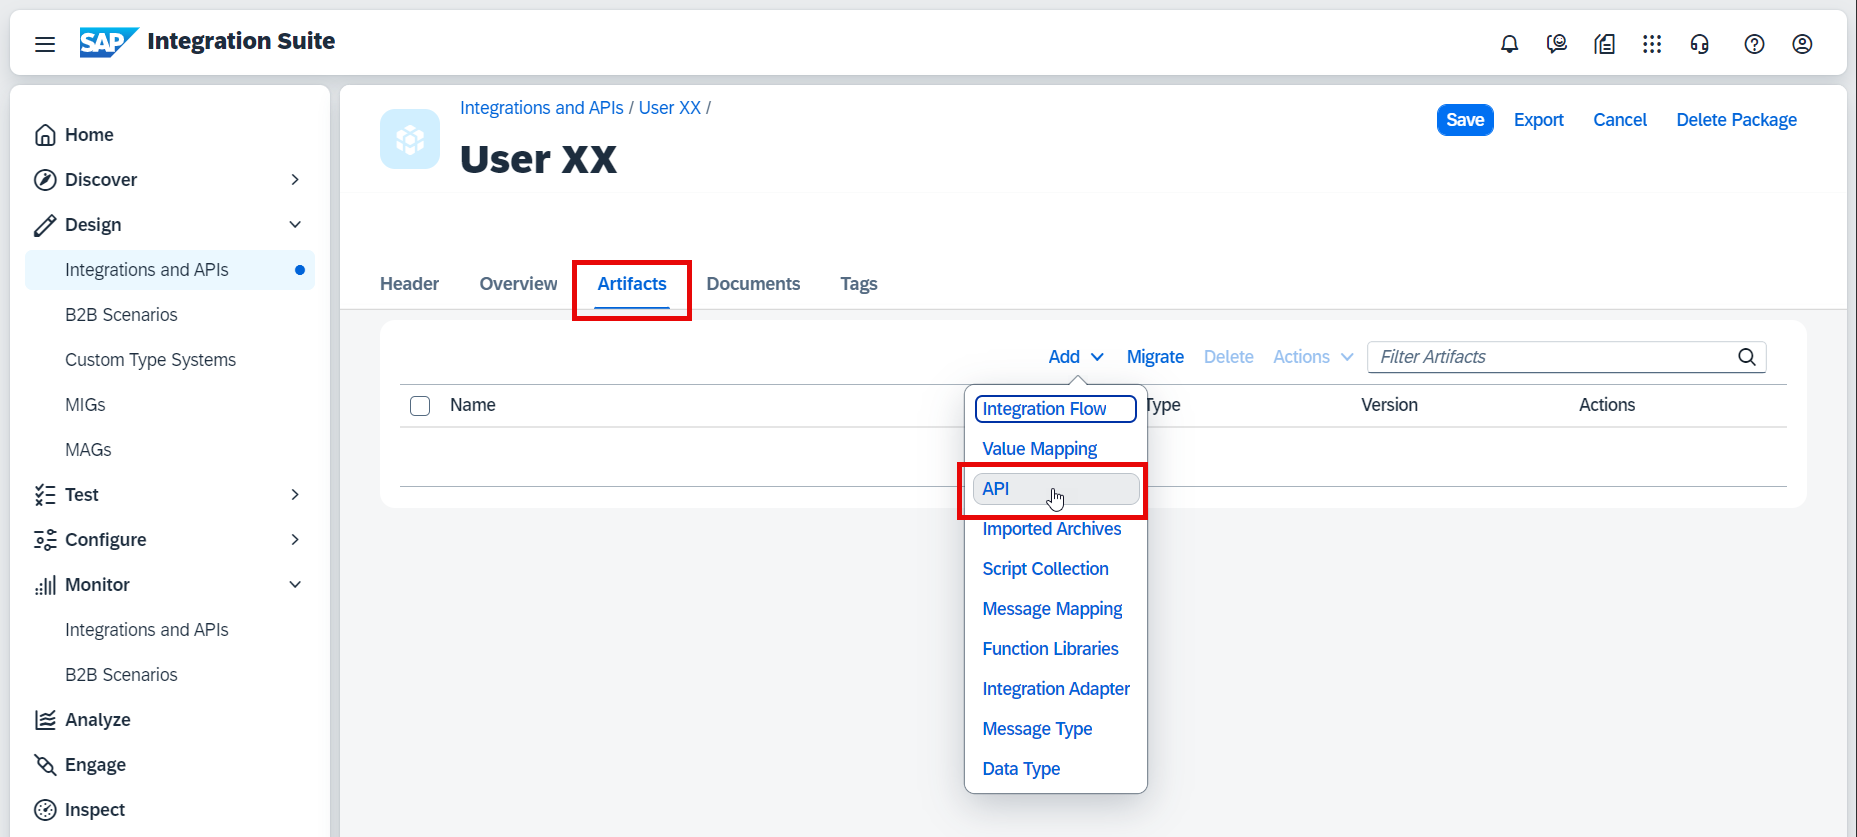 SAP Integration Suite
Home
Discover
Design
Integrations and APIs
B2B Scenarios
Custom Type Systems
MIGs
MAGs
Test
Configure
Monitor
Integrations and APIs
B2B Scenarios
Analyze
Engage
Inspect
Integrations and APIs / User XX /
User XX
Save Export Cancel Delete Package
Header Overview Artifacts Documents Tags
Add Migrate Delete Actions Filter Artifacts
Name Type Version Actions
Integration Flow
Value Mapping
API
Imported Archives
Script Collection
Message Mapping
Function Libraries
Integration Adapter
Message Type
Data Type